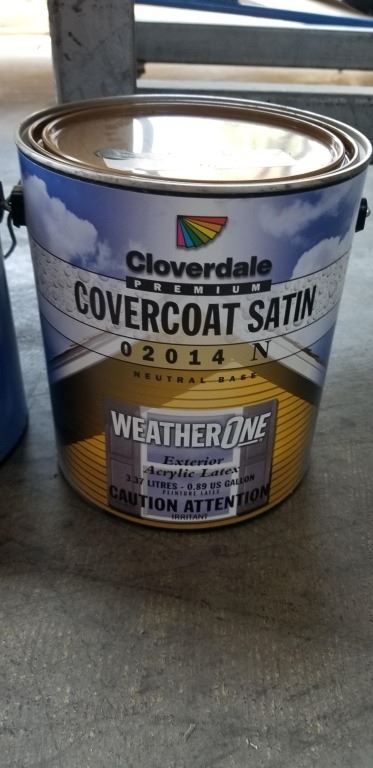 Cloverdale
PREMIUM
COVERCOAT SATIN
02014 N
NEUTRAL BASE
WEATHERONE
Exterior
Acrylic Latex
3.37 LITRES - 0.89 US GALLON
PEINTURE LATEX
CAUTION ATTENTION
IRRITANT